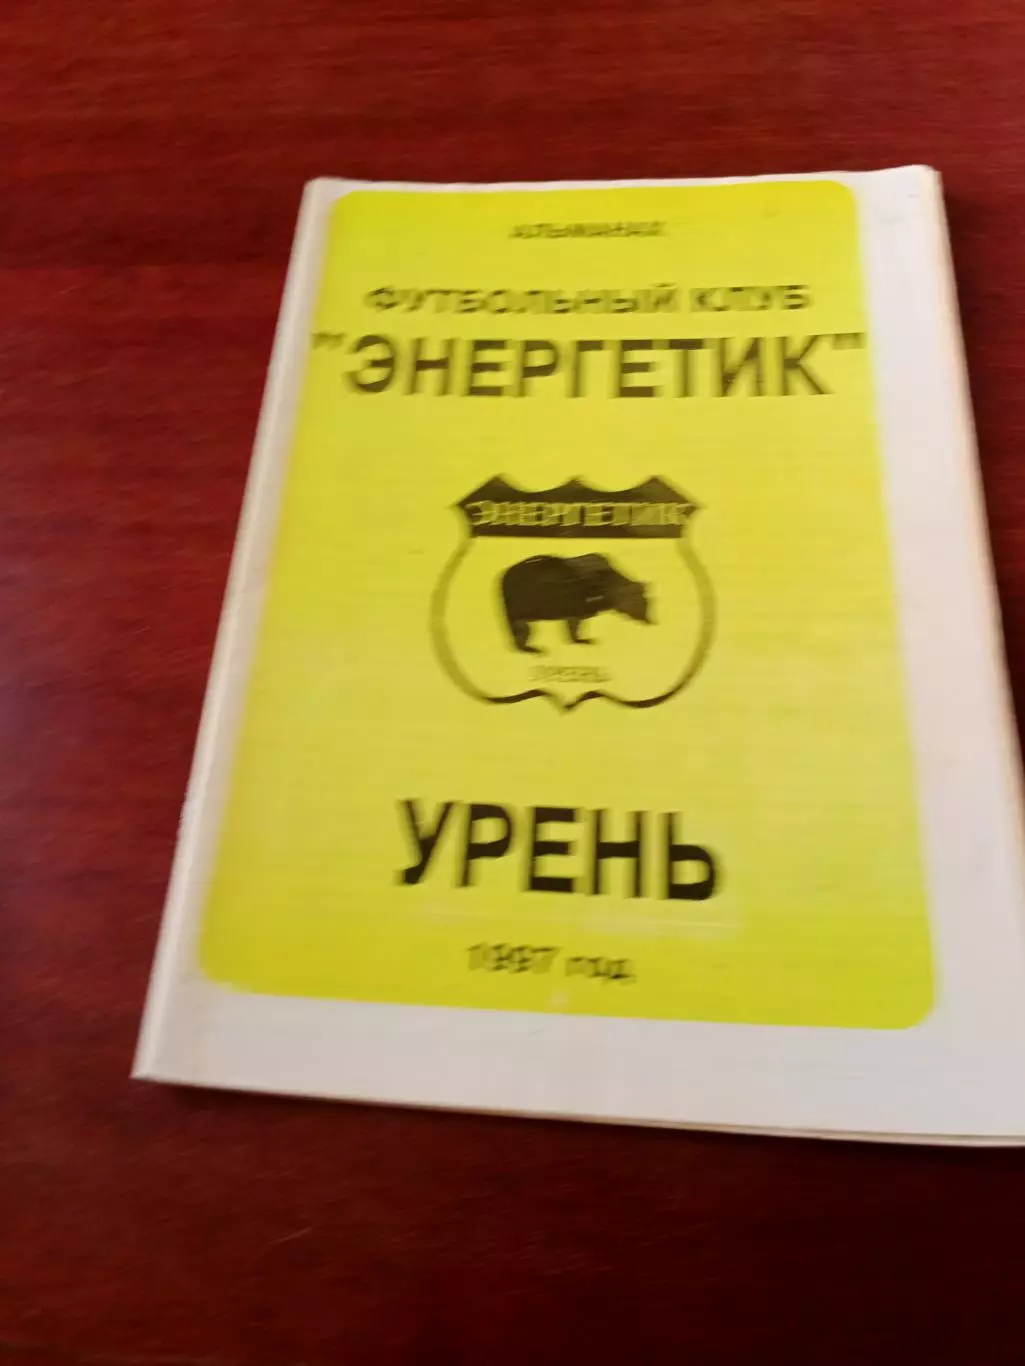 АЛЬМАНАХ
ФУТБОЛЬНЫЙ КЛУБ
"ЭНЕРГЕТИК"
ЭНЕРГЕТИК
УРЕНЬ
УРЕНЬ
1997 год